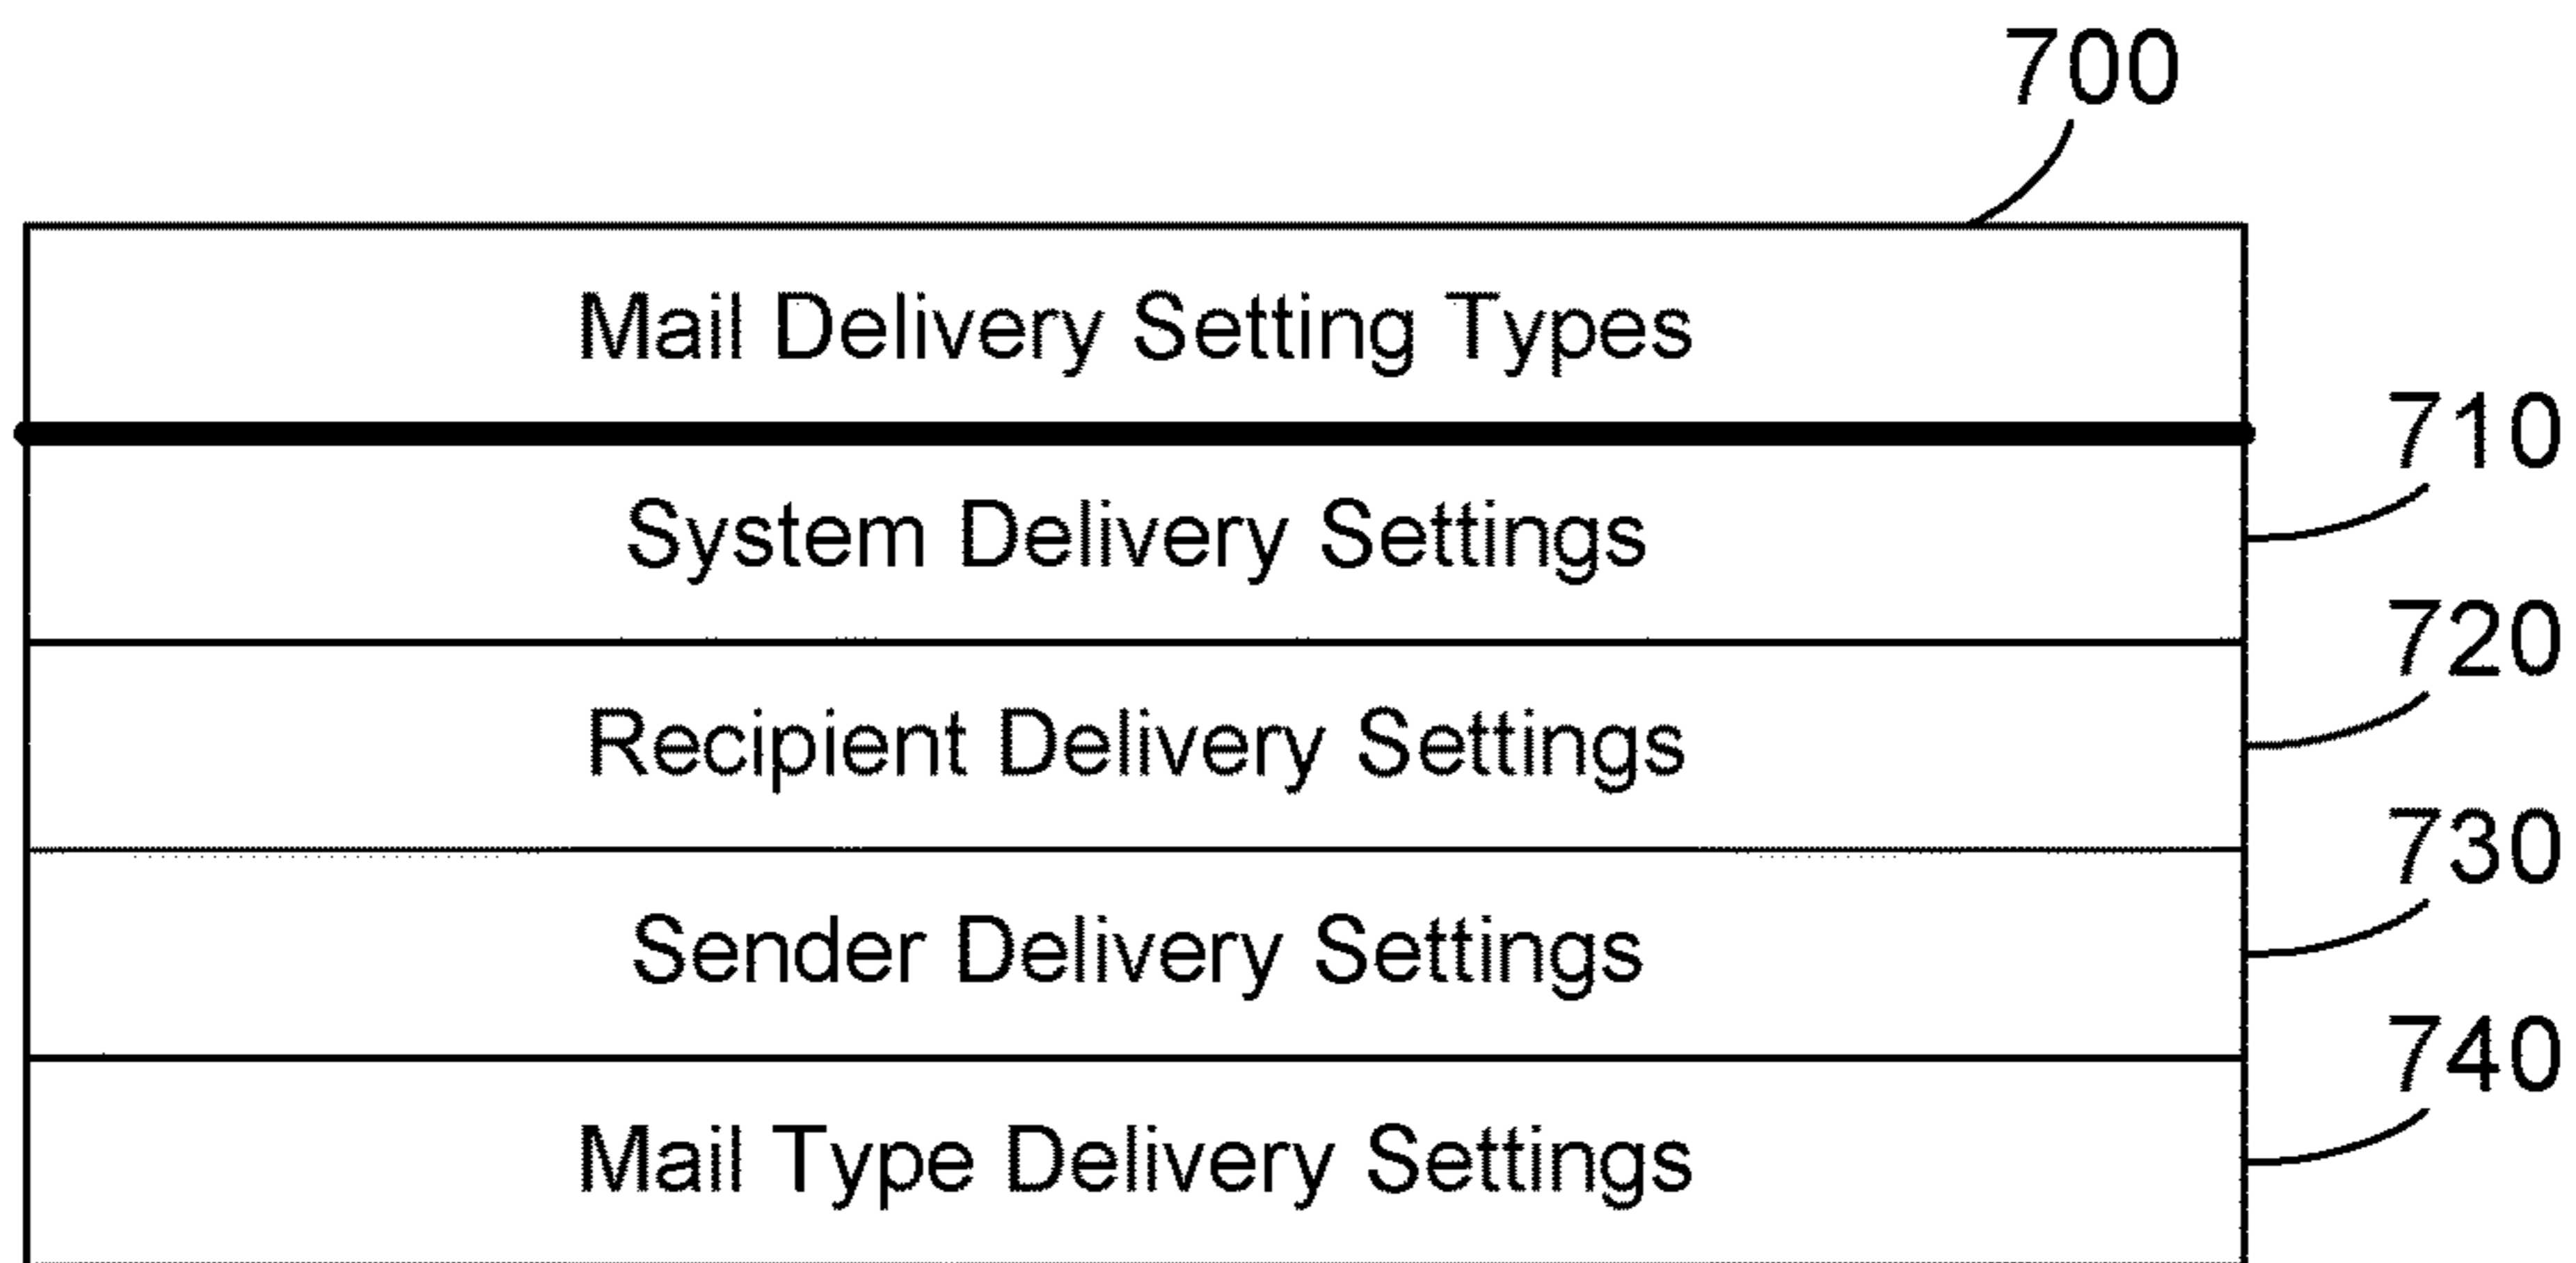 700
Mail Delivery Setting Types
710
System Delivery Settings
720
Recipient Delivery Settings
730
Sender Delivery Settings
740
Mail Type Delivery Settings